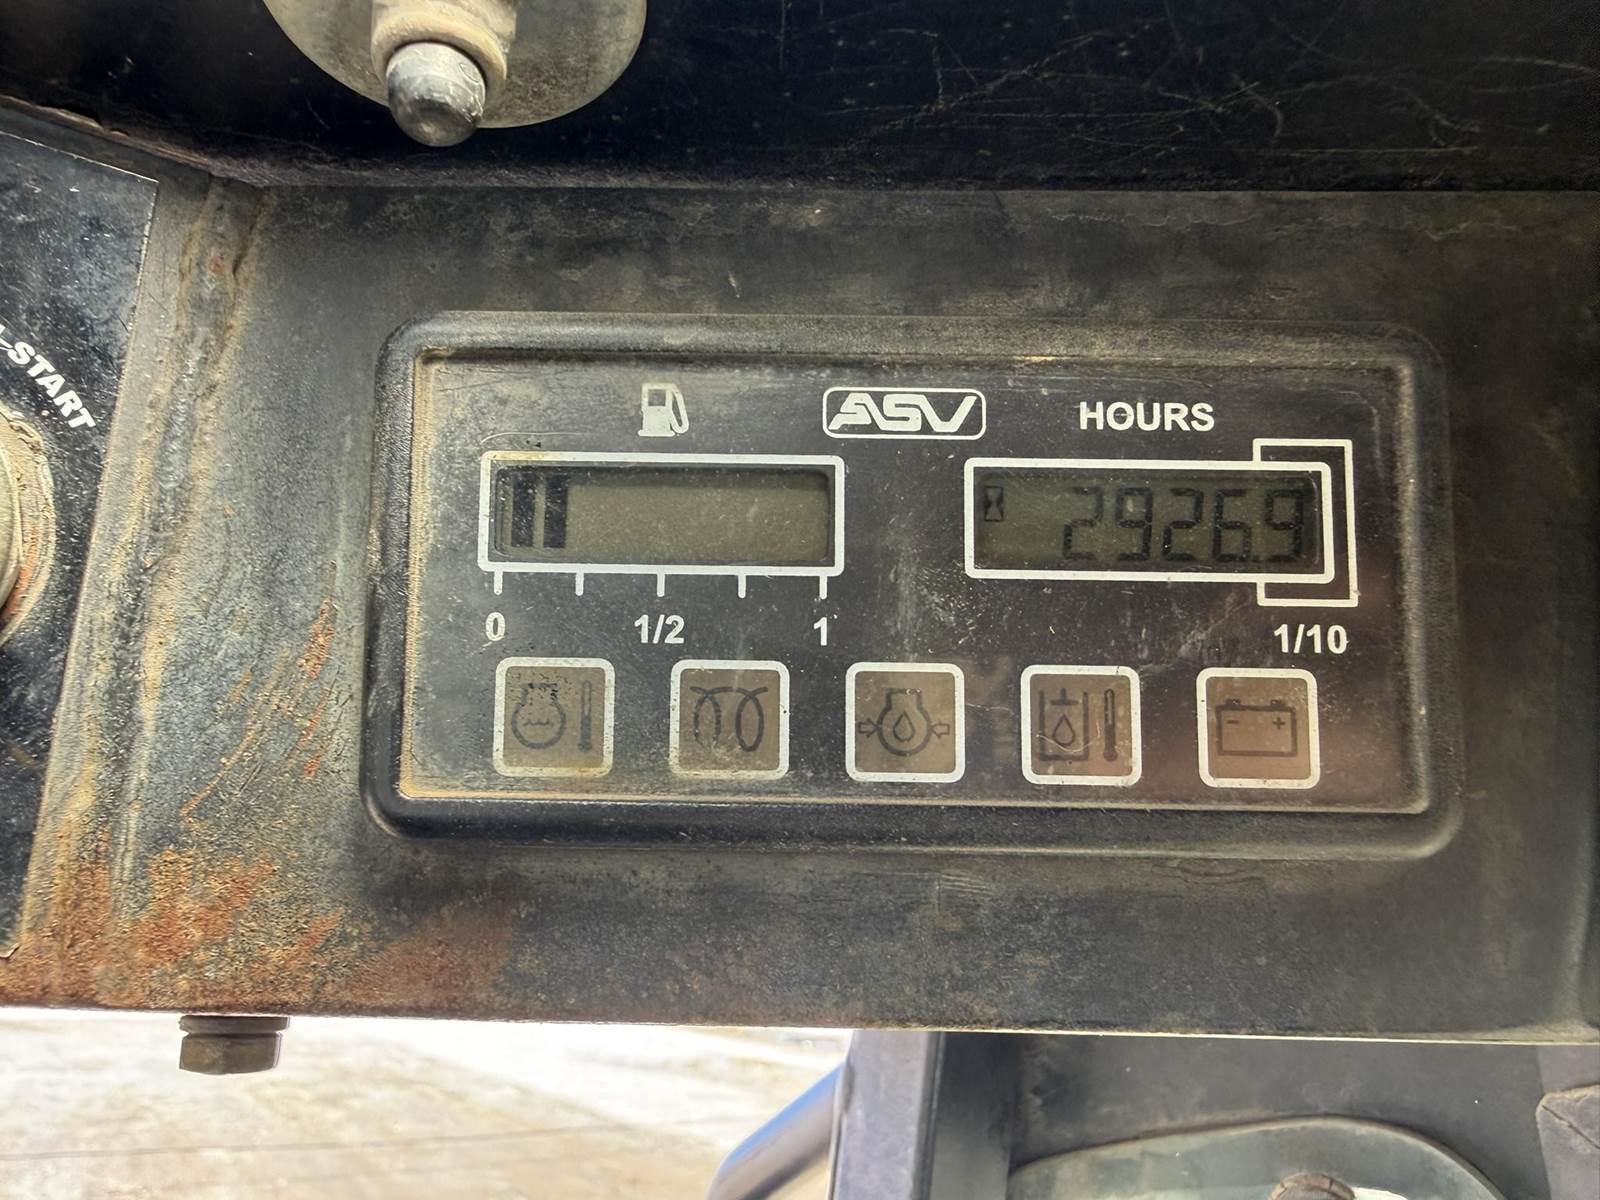 -START
ASV
HOURS
2926.9
0 1/2 1
1/10